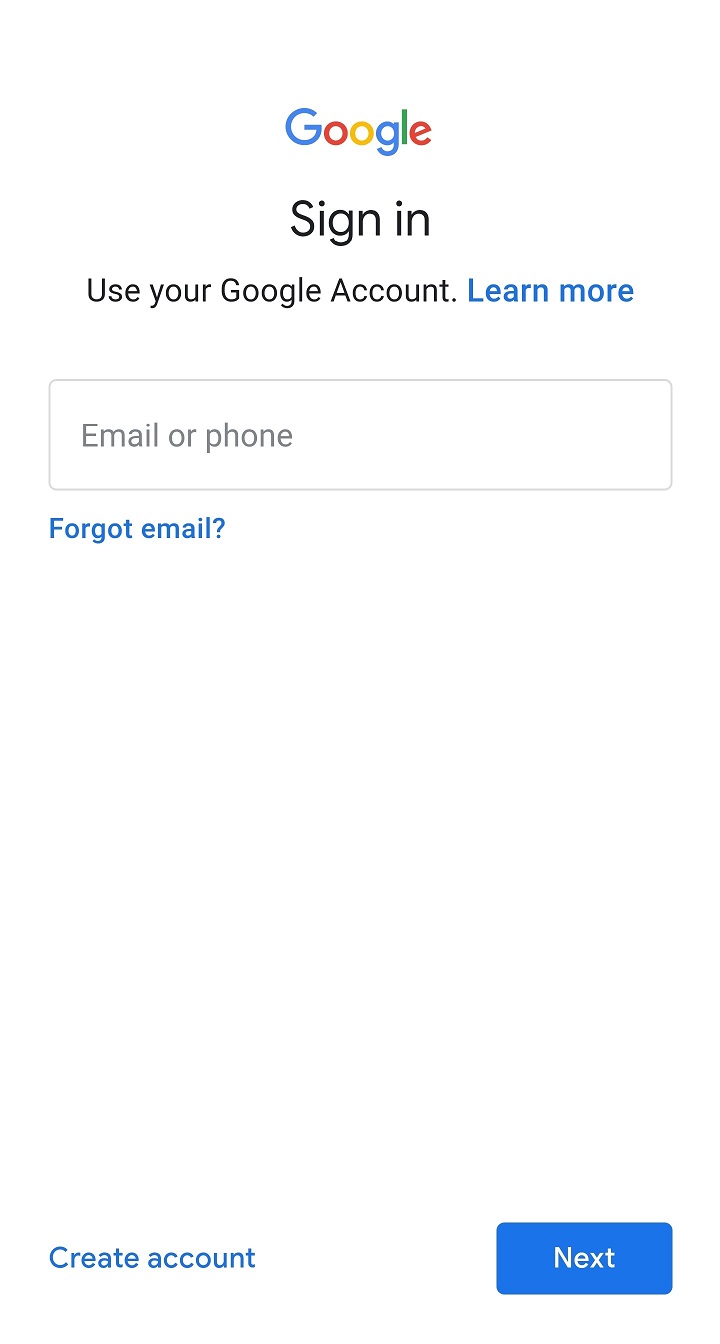 Google
Sign in
Use your Google Account. Learn more
Email or phone
Forgot email?
Create account
Next